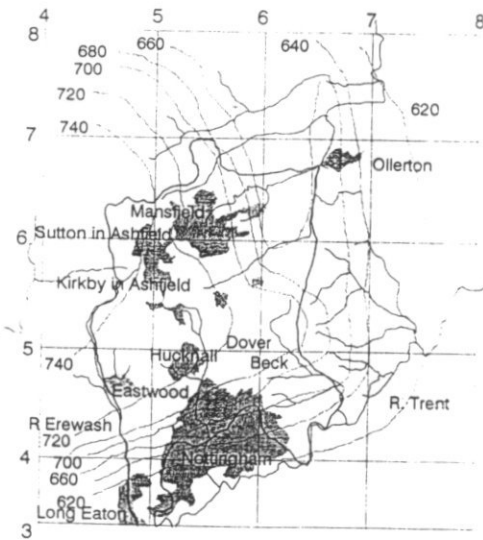 4 5 6 7 8
8
680 660 640
700
720 620
7
740
Ollerton
Mansfield
Sutton in Ashfield
6
Kirkby in Ashfield
Dover
5
Hucknall
740 Beck
Eastwood
R. Trent
R Erewash
720
4
700
Nottingham
660
620
Long Eaton
3